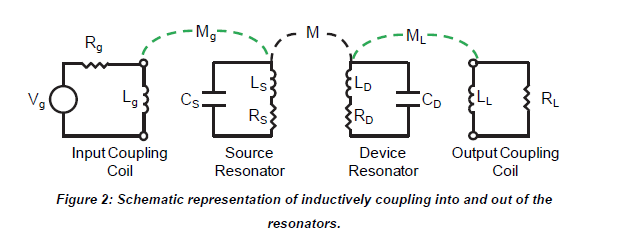 Mg M ML
Rg
Vg Lg Cs Ls LD CD LL RL
Rs RD
Input Coupling Source Device Output Coupling
Coil Resonator Resonator Coil
Figure 2: Schematic representation of inductively coupling into and out of the
resonators.